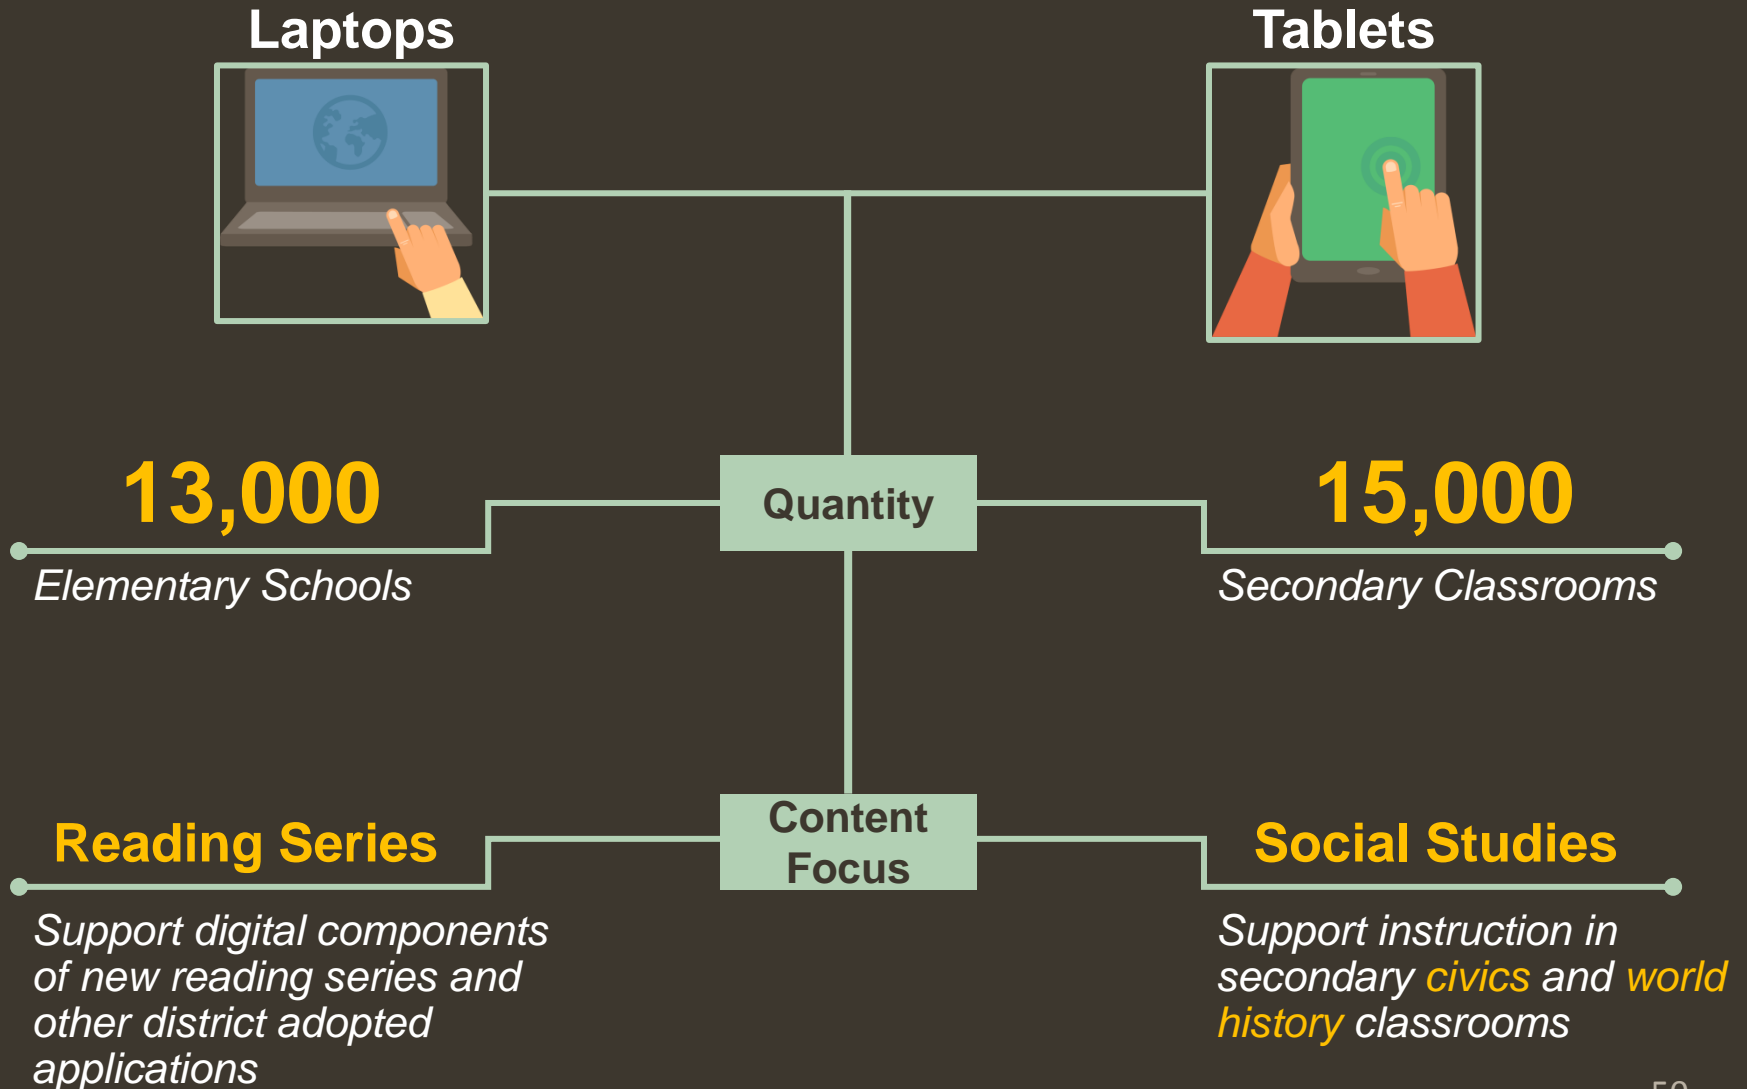 Laptops
Tablets
13,000
Quantity
15,000
Elementary Schools
Secondary Classrooms
Reading Series
Content
Focus
Social Studies
Support digital components
of new reading series and
other district adopted
applications
Support instruction in
secondary civics and world
history classrooms